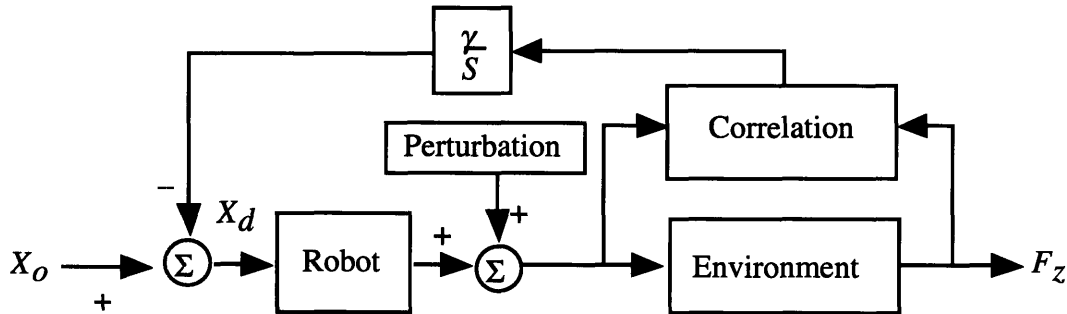 γ
S
Correlation
Perturbation
−
+
X_d
+
X_o
Σ
Robot
Σ
Environment
F_z
+